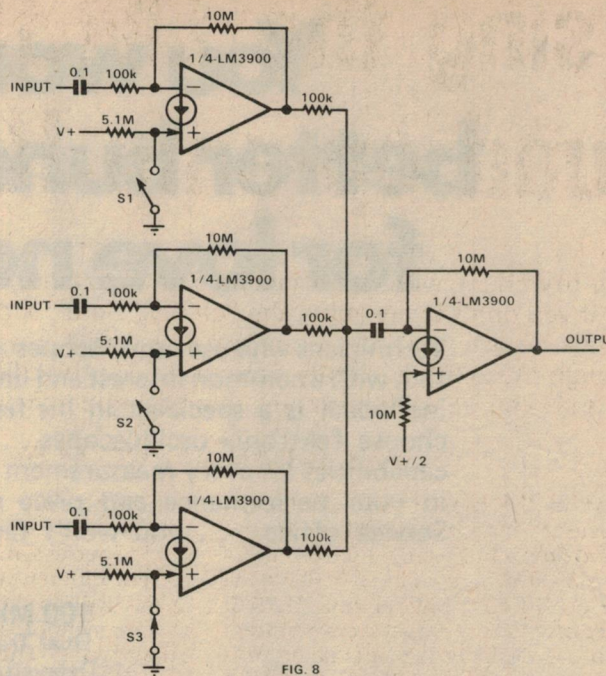 10M
1/4-LM3900
0.1
100k
INPUT
−
100k
V+
5.1M
+
S1
10M
1/4-LM3900
10M
0.1
100k
0.1
1/4-LM3900
INPUT
−
100k
−
OUTPUT
V+
5.1M
+
+
10M
S2
V+/2
10M
1/4-LM3900
0.1
100k
INPUT
−
100k
V+
5.1M
+
S3
FIG. 8